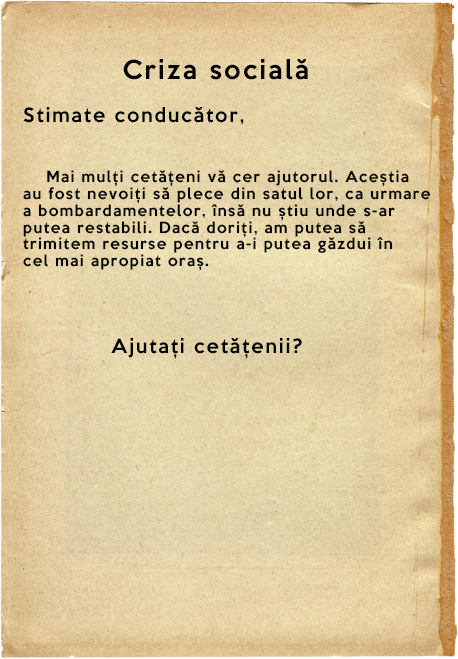 Criza socială
Stimate conducător,
Mai mulți cetățeni vă cer ajutorul. Aceștia
au fost nevoiți să plece din satul lor, ca urmare
a bombardamentelor, însă nu știu unde s-ar
putea restabili. Dacă doriți, am putea să
trimitem resurse pentru a-i putea găzdui în
cel mai apropiat oraș.
Ajutați cetățenii?